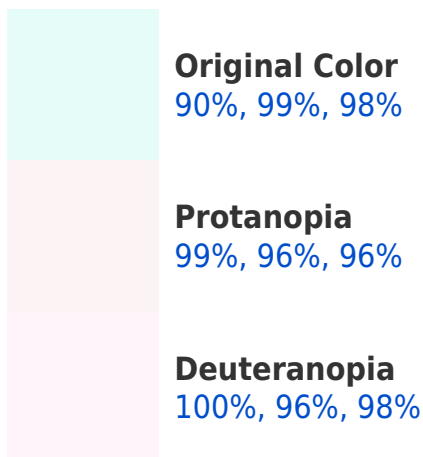 Original Color
90%, 99%, 98%
Protanopia
99%, 96%, 96%
Deuteranopia
100%, 96%, 98%